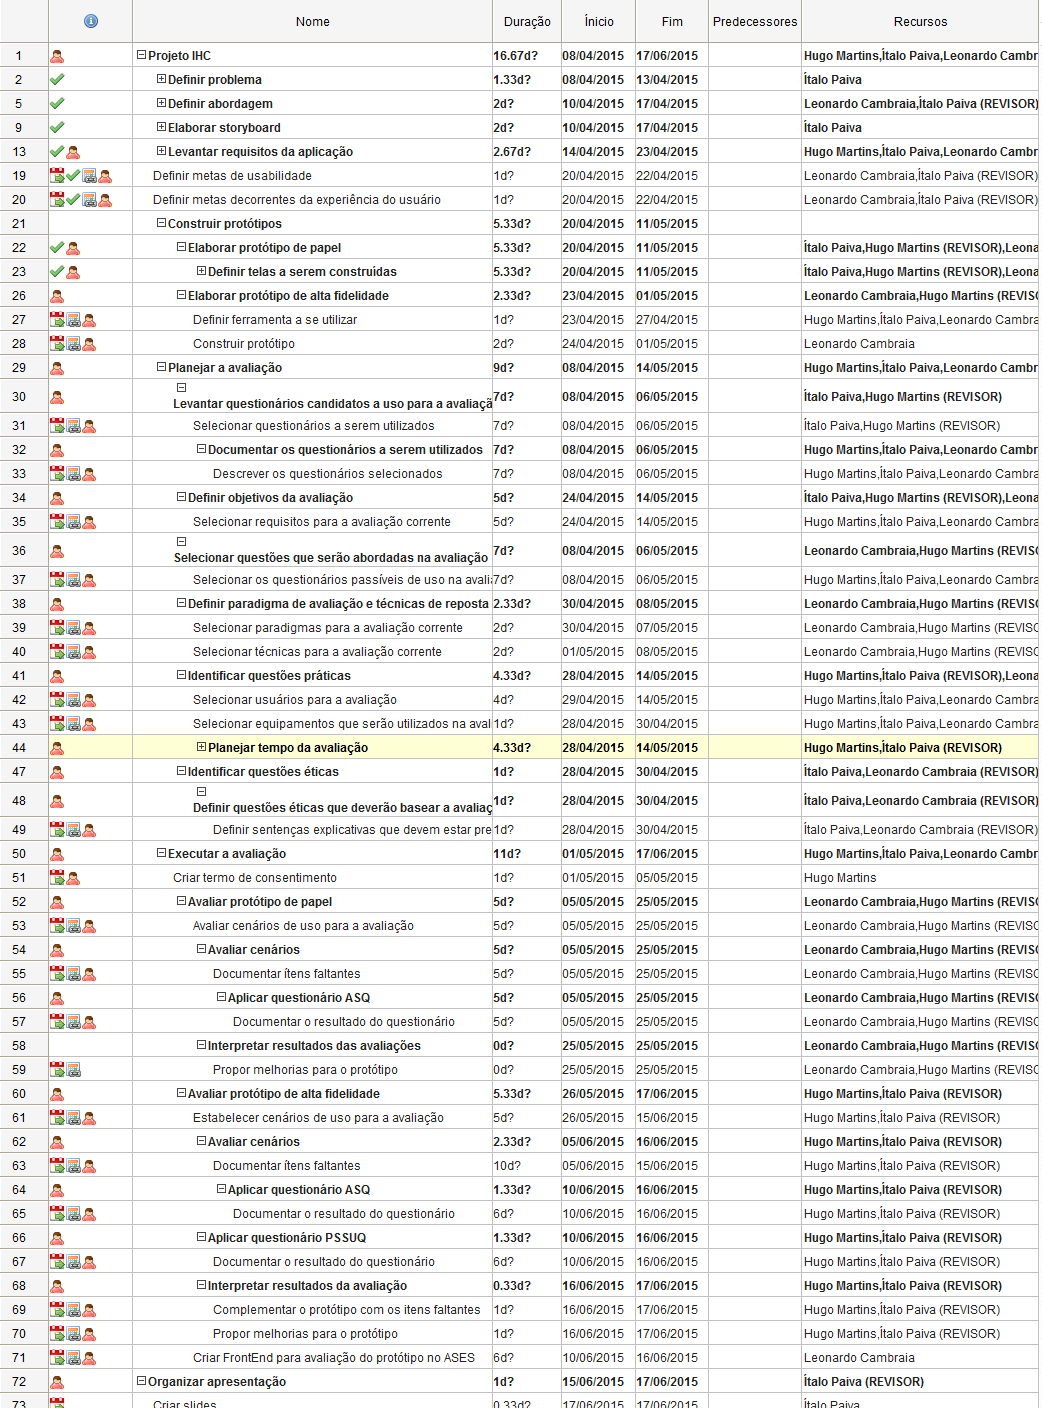 Nome Duração Ínicio Fim Predecessores Recursos
1 Projeto IHC 16.67d? 08/04/2015 17/06/2015 Hugo Martins,Ítalo Paiva,Leonardo Cambr
2 Definir problema 1.33d? 08/04/2015 13/04/2015 Ítalo Paiva
5 Definir abordagem 2d? 10/04/2015 17/04/2015 Leonardo Cambraia,Ítalo Paiva (REVISOR)
9 Elaborar storyboard 2d? 10/04/2015 17/04/2015 Ítalo Paiva
13 Levantar requisitos da aplicação 2.67d? 14/04/2015 23/04/2015 Hugo Martins,Ítalo Paiva,Leonardo Cambr
19 Definir metas de usabilidade 1d? 20/04/2015 22/04/2015 Leonardo Cambraia,Ítalo Paiva (REVISOR)
20 Definir metas decorrentes da experiência do usuário 1d? 20/04/2015 22/04/2015 Leonardo Cambraia,Ítalo Paiva (REVISOR)
21 Construir protótipos 5.33d? 20/04/2015 11/05/2015
22 Elaborar protótipo de papel 5.33d? 20/04/2015 11/05/2015 Ítalo Paiva,Hugo Martins (REVISOR),Leona
23 Definir telas a serem construídas 5.33d? 20/04/2015 11/05/2015 Ítalo Paiva,Hugo Martins (REVISOR),Leona
26 Elaborar protótipo de alta fidelidade 2.33d? 23/04/2015 01/05/2015 Leonardo Cambraia,Hugo Martins (REVISO
27 Definir ferramenta a se utilizar 1d? 23/04/2015 27/04/2015 Hugo Martins,Ítalo Paiva,Leonardo Cambra
28 Construir protótipo 2d? 24/04/2015 01/05/2015 Leonardo Cambraia
29 Planejar a avaliação 9d? 08/04/2015 14/05/2015 Hugo Martins,Ítalo Paiva,Leonardo Cambr
30 Levantar questionários candidatos a uso para a avaliaçã 7d? 08/04/2015 06/05/2015 Ítalo Paiva,Hugo Martins (REVISOR)
31 Selecionar questionários a serem utilizados 7d? 08/04/2015 06/05/2015 Ítalo Paiva,Hugo Martins (REVISOR)
32 Documentar os questionários a serem utilizados 7d? 08/04/2015 06/05/2015 Hugo Martins,Ítalo Paiva,Leonardo Cambr
33 Descrever os questionários selecionados 7d? 08/04/2015 06/05/2015 Hugo Martins,Ítalo Paiva,Leonardo Cambra
34 Definir objetivos da avaliação 5d? 24/04/2015 14/05/2015 Ítalo Paiva,Hugo Martins (REVISOR),Leona
35 Selecionar requisitos para a avaliação corrente 5d? 24/04/2015 14/05/2015 Hugo Martins,Ítalo Paiva,Leonardo Cambra
36 Selecionar questões que serão abordadas na avaliação 7d? 08/04/2015 06/05/2015 Leonardo Cambraia,Hugo Martins (REVISO
37 Selecionar os questionários passíveis de uso na avali 7d? 08/04/2015 06/05/2015 Hugo Martins,Ítalo Paiva,Leonardo Cambra
38 Definir paradigma de avaliação e técnicas de reposta 2.33d? 30/04/2015 08/05/2015 Leonardo Cambraia,Hugo Martins (REVISO
39 Selecionar paradigmas para a avaliação corrente 2d? 30/04/2015 07/05/2015 Leonardo Cambraia,Hugo Martins (REVISO
40 Selecionar técnicas para a avaliação corrente 2d? 01/05/2015 08/05/2015 Leonardo Cambraia,Hugo Martins (REVISO
41 Identificar questões práticas 4.33d? 28/04/2015 14/05/2015 Hugo Martins,Ítalo Paiva (REVISOR),Leona
42 Selecionar usuários para a avaliação 4d? 29/04/2015 14/05/2015 Hugo Martins,Ítalo Paiva,Leonardo Cambra
43 Selecionar equipamentos que serão utilizados na aval 1d? 28/04/2015 30/04/2015 Hugo Martins,Ítalo Paiva,Leonardo Cambra
44 Planejar tempo da avaliação 4.33d? 28/04/2015 14/05/2015 Hugo Martins,Ítalo Paiva (REVISOR)
47 Identificar questões éticas 1d? 28/04/2015 30/04/2015 Ítalo Paiva,Leonardo Cambraia (REVISOR)
48 Definir questões éticas que deverão basear a avaliaç 1d? 28/04/2015 30/04/2015 Ítalo Paiva,Leonardo Cambraia (REVISOR)
49 Definir sentenças explicativas que devem estar pre 1d? 28/04/2015 30/04/2015 Ítalo Paiva,Leonardo Cambraia (REVISOR)
50 Executar a avaliação 11d? 01/05/2015 17/06/2015 Hugo Martins,Ítalo Paiva,Leonardo Cambr
51 Criar termo de consentimento 1d? 01/05/2015 05/05/2015 Hugo Martins
52 Avaliar protótipo de papel 5d? 05/05/2015 25/05/2015 Leonardo Cambraia,Hugo Martins (REVISO
53 Avaliar cenários de uso para a avaliação 5d? 05/05/2015 25/05/2015 Leonardo Cambraia,Hugo Martins (REVISO
54 Avaliar cenários 5d? 05/05/2015 25/05/2015 Leonardo Cambraia,Hugo Martins (REVISO
55 Documentar ítens faltantes 5d? 05/05/2015 25/05/2015 Leonardo Cambraia,Hugo Martins (REVISO
56 Aplicar questionário ASQ 5d? 05/05/2015 25/05/2015 Leonardo Cambraia,Hugo Martins (REVISO
57 Documentar o resultado do questionário 5d? 05/05/2015 25/05/2015 Leonardo Cambraia,Hugo Martins (REVISO
58 Interpretar resultados das avaliações 0d? 25/05/2015 25/05/2015 Leonardo Cambraia,Hugo Martins (REVISO
59 Propor melhorias para o protótipo 0d? 25/05/2015 25/05/2015 Leonardo Cambraia,Hugo Martins (REVISO
60 Avaliar protótipo de alta fidelidade 5.33d? 26/05/2015 17/06/2015 Hugo Martins,Ítalo Paiva (REVISOR)
61 Estabelecer cenários de uso para a avaliação 5d? 26/05/2015 15/06/2015 Hugo Martins,Ítalo Paiva (REVISOR)
62 Avaliar cenários 2.33d? 05/06/2015 16/06/2015 Hugo Martins,Ítalo Paiva (REVISOR)
63 Documentar ítens faltantes 10d? 05/06/2015 15/06/2015 Hugo Martins,Ítalo Paiva (REVISOR)
64 Aplicar questionário ASQ 1.33d? 10/06/2015 16/06/2015 Hugo Martins,Ítalo Paiva (REVISOR)
65 Documentar o resultado do questionário 6d? 10/06/2015 16/06/2015 Hugo Martins,Ítalo Paiva (REVISOR)
66 Aplicar questionário PSSUQ 1.33d? 10/06/2015 16/06/2015 Hugo Martins,Ítalo Paiva (REVISOR)
67 Documentar o resultado do questionário 6d? 10/06/2015 16/06/2015 Hugo Martins,Ítalo Paiva (REVISOR)
68 Interpretar resultados da avaliação 0.33d? 16/06/2015 17/06/2015 Hugo Martins,Ítalo Paiva (REVISOR)
69 Complementar o protótipo com os itens faltantes 1d? 16/06/2015 17/06/2015 Hugo Martins,Ítalo Paiva (REVISOR)
70 Propor melhorias para o protótipo 1d? 16/06/2015 17/06/2015 Hugo Martins,Ítalo Paiva (REVISOR)
71 Criar FrontEnd para avaliação do protótipo no ASES 6d? 10/06/2015 16/06/2015 Leonardo Cambraia
72 Organizar apresentação 1d? 15/06/2015 17/06/2015 Ítalo Paiva (REVISOR)
73 Criar slides 0.33d? 17/06/2015 17/06/2015 Ítalo Paiva